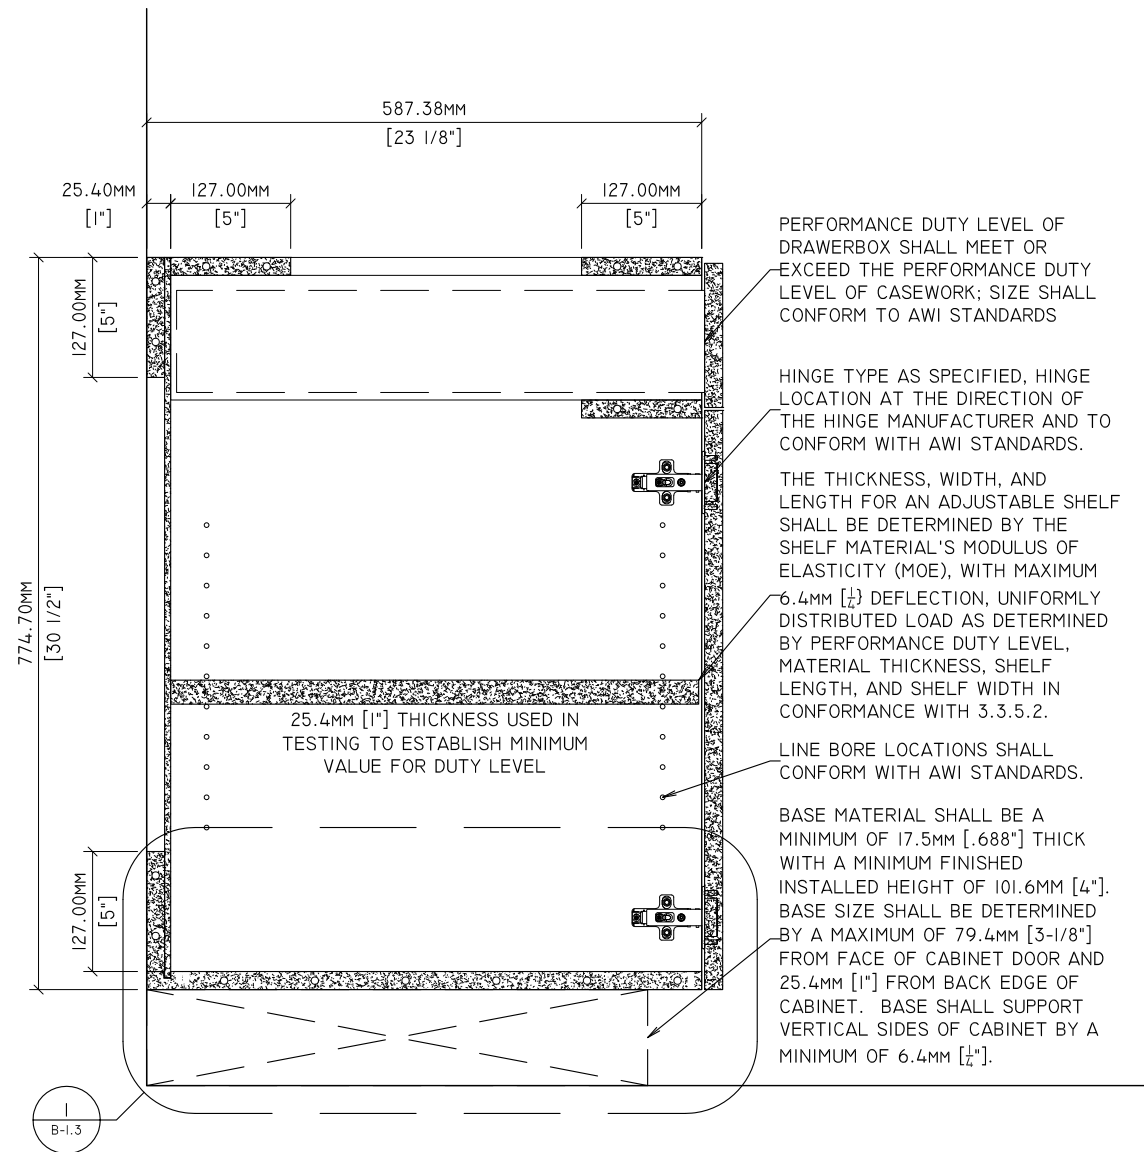 587.38MM
[23 1/8"]
25.40MM
[1"]
127.00MM
[5"]
127.00MM
[5"]
127.00MM
[5"]
774.70MM
[30 1/2"]
127.00MM
[5"]
PERFORMANCE DUTY LEVEL OF
DRAWERBOX SHALL MEET OR
EXCEED THE PERFORMANCE DUTY
LEVEL OF CASEWORK; SIZE SHALL
CONFORM TO AWI STANDARDS
HINGE TYPE AS SPECIFIED, HINGE
LOCATION AT THE DIRECTION OF
THE HINGE MANUFACTURER AND TO
CONFORM WITH AWI STANDARDS.
THE THICKNESS, WIDTH, AND
LENGTH FOR AN ADJUSTABLE SHELF
SHALL BE DETERMINED BY THE
SHELF MATERIAL'S MODULUS OF
ELASTICITY (MOE), WITH MAXIMUM
6.4MM [1/4} DEFLECTION, UNIFORMLY
DISTRIBUTED LOAD AS DETERMINED
BY PERFORMANCE DUTY LEVEL,
MATERIAL THICKNESS, SHELF
LENGTH, AND SHELF WIDTH IN
CONFORMANCE WITH 3.3.5.2.
25.4MM [1"] THICKNESS USED IN
TESTING TO ESTABLISH MINIMUM
VALUE FOR DUTY LEVEL
LINE BORE LOCATIONS SHALL
CONFORM WITH AWI STANDARDS.
BASE MATERIAL SHALL BE A
MINIMUM OF 17.5MM [.688"] THICK
WITH A MINIMUM FINISHED
INSTALLED HEIGHT OF 101.6MM [4"].
BASE SIZE SHALL BE DETERMINED
BY A MAXIMUM OF 79.4MM [3-1/8"]
FROM FACE OF CABINET DOOR AND
25.4MM [1"] FROM BACK EDGE OF
CABINET.  BASE SHALL SUPPORT
VERTICAL SIDES OF CABINET BY A
MINIMUM OF 6.4MM [1/4"].
1
B-1.3